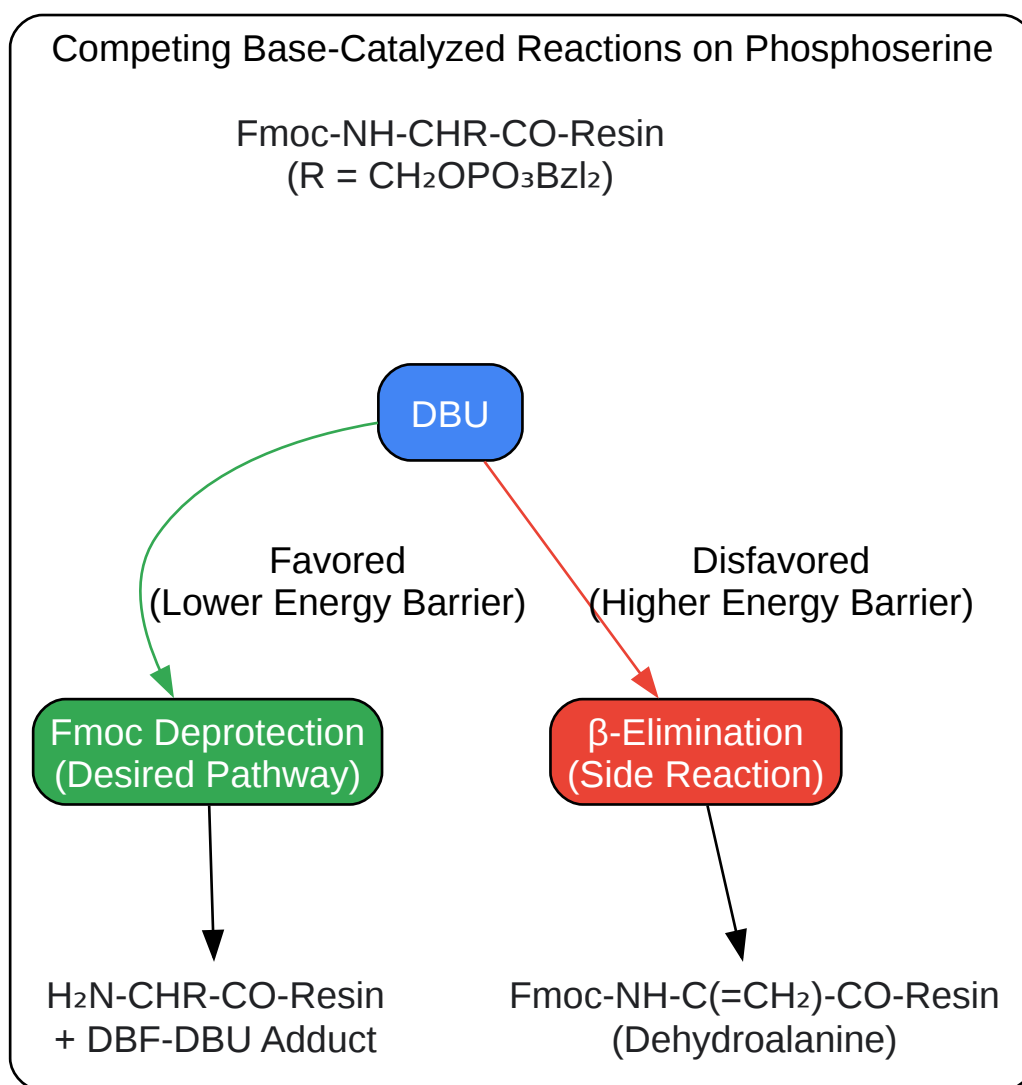 Competing Base-Catalyzed Reactions on Phosphoserine
Fmoc-NH-CHR-CO-Resin
(R = CH₂OPO₃Bzl₂)
DBU
Favored
(Lower Energy Barrier)
Disfavored
(Higher Energy Barrier)
Fmoc Deprotection
(Desired Pathway)
β-Elimination
(Side Reaction)
H₂N-CHR-CO-Resin
+ DBF-DBU Adduct
Fmoc-NH-C(=CH₂)-CO-Resin
(Dehydroalanine)